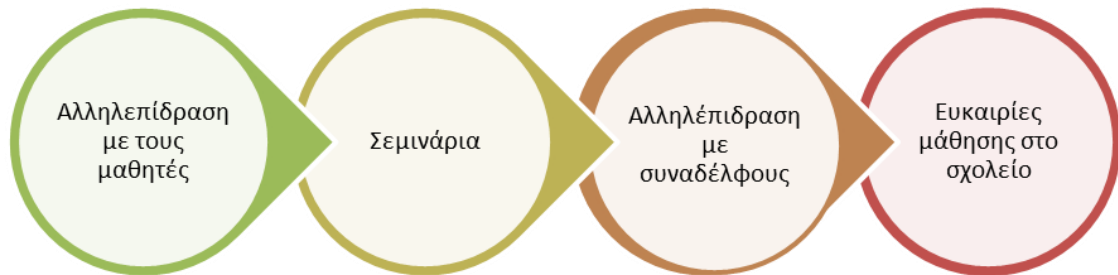 Αλληλεπίδραση
με τους
μαθητές
Σεμινάρια
Αλληλέπιδραση
με
συναδέλφους
Ευκαιρίες
μάθησης στο
σχολείο